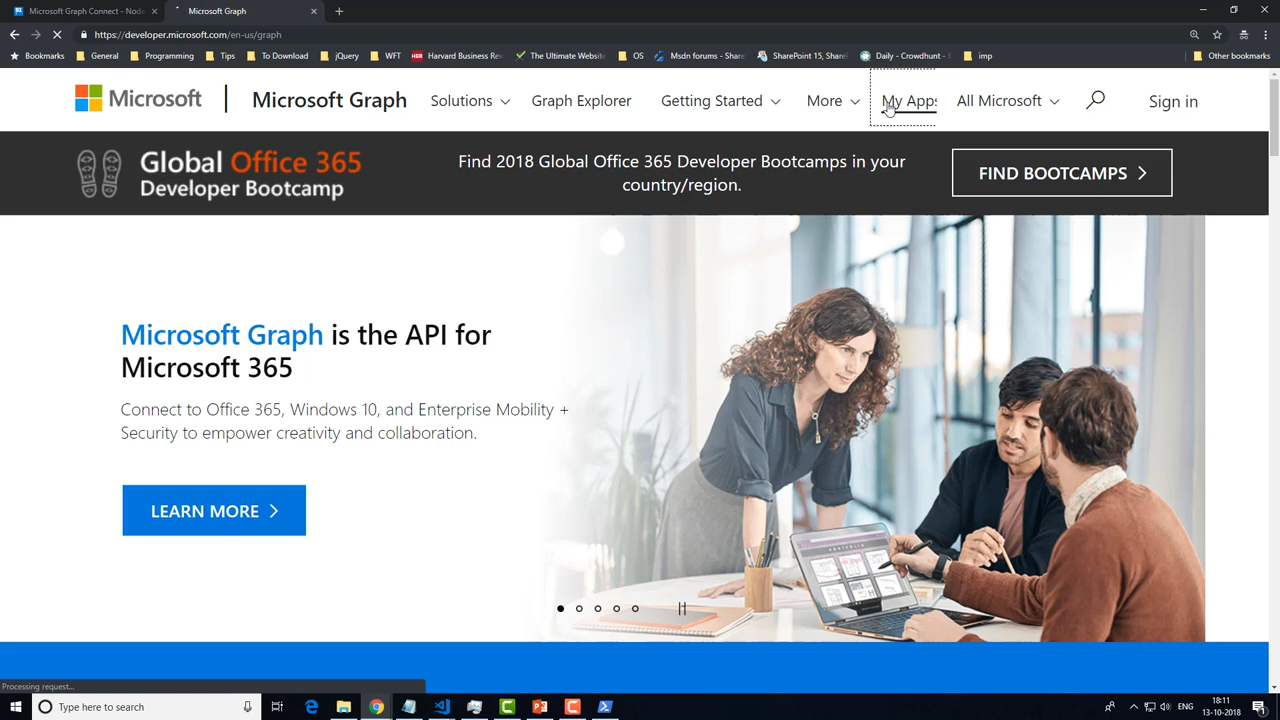 Microsoft Graph Connect - Node
Microsoft Graph
https://developer.microsoft.com/en-us/graph
Bookmarks General Programming Tips To Download jQuery WFT Harvard Business Rev The Ultimate Website OS Msdn forums - Share SharePoint 15, Share Daily - Crowdhunt - imp Other bookmarks
Microsoft Microsoft Graph Solutions Graph Explorer Getting Started More My Apps All Microsoft Sign in
Global Office 365
Developer Bootcamp
Find 2018 Global Office 365 Developer Bootcamps in your
country/region.
FIND BOOTCAMPS
Microsoft Graph is the API for
Microsoft 365
Connect to Office 365, Windows 10, and Enterprise Mobility +
Security to empower creativity and collaboration.
LEARN MORE
PORTFOLIO
Processing request...
Type here to search
ENG
18:11
13-10-2018